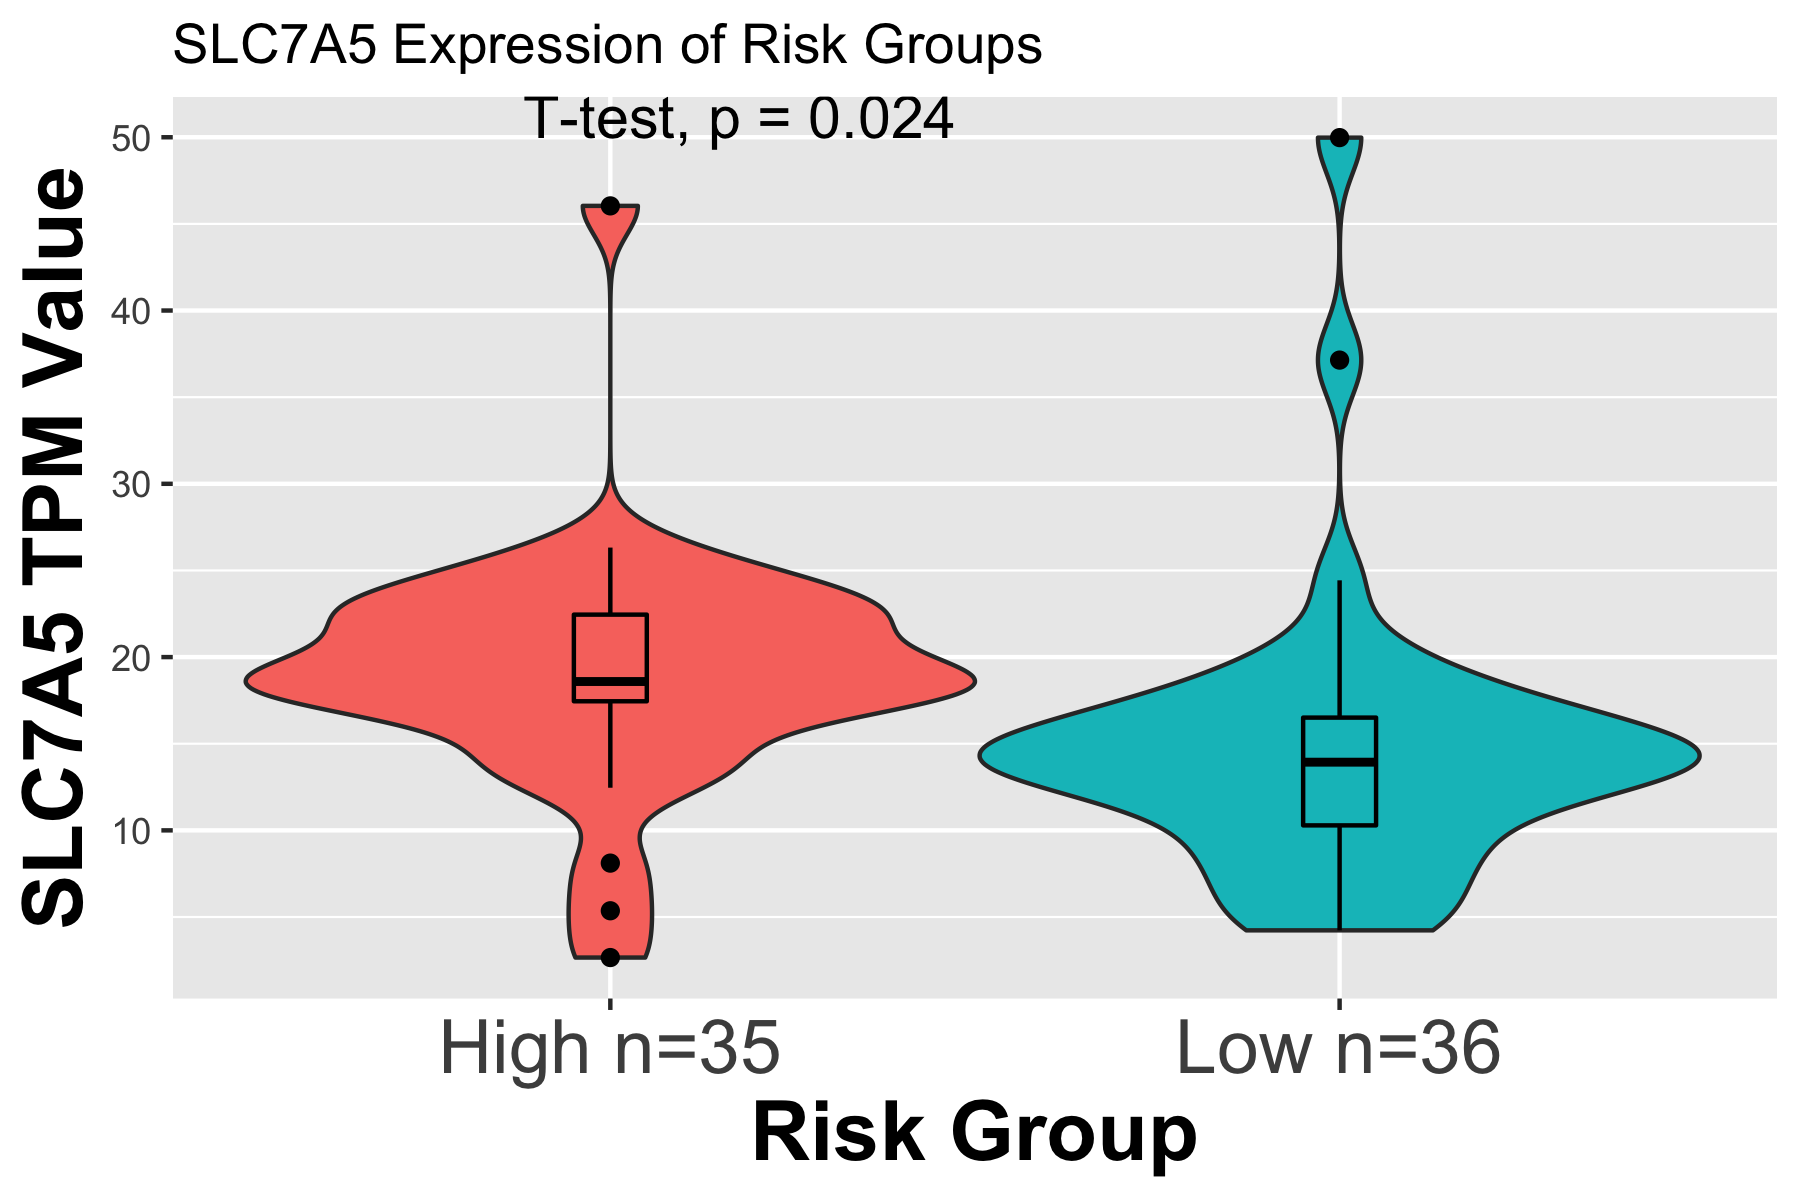 SLC7A5 Expression of Risk Groups
T-test, p = 0.024
SLC7A5 TPM Value
50
40
30
20
10
High n=35
Low n=36
Risk Group